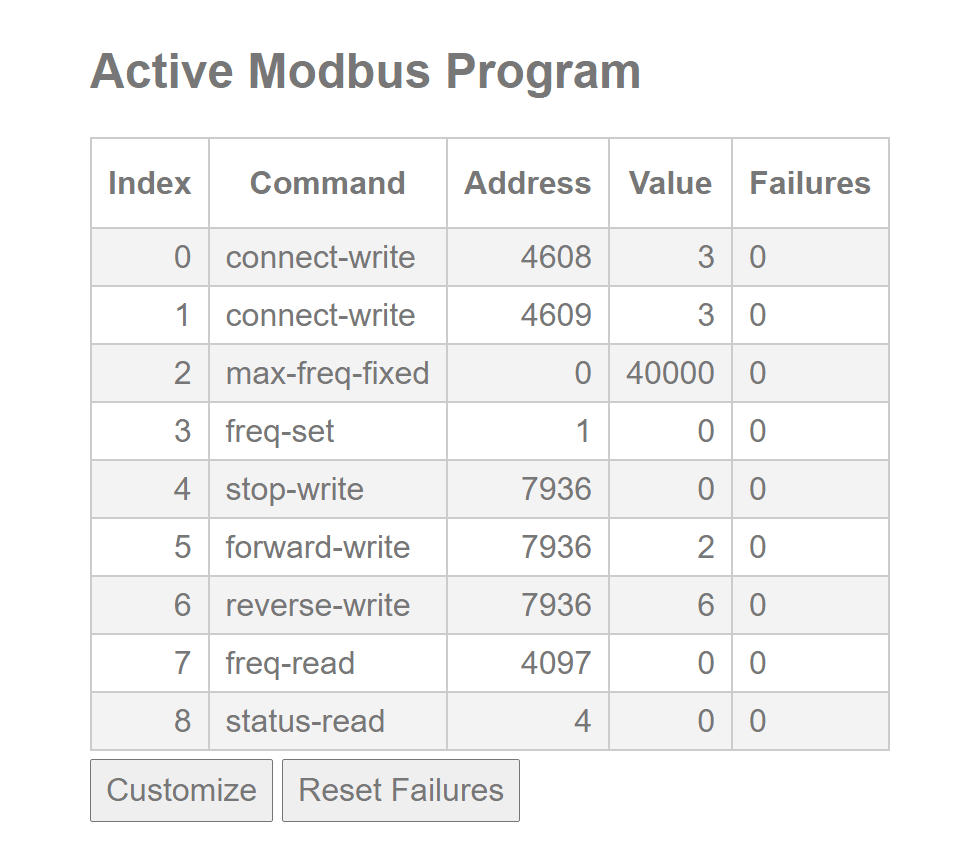 Active Modbus Program
Index Command Address Value Failures
0 connect-write 4608 3 0
1 connect-write 4609 3 0
2 max-freq-fixed 0 40000 0
3 freq-set 1 0 0
4 stop-write 7936 0 0
5 forward-write 7936 2 0
6 reverse-write 7936 6 0
7 freq-read 4097 0 0
8 status-read 4 0 0
Customize Reset Failures